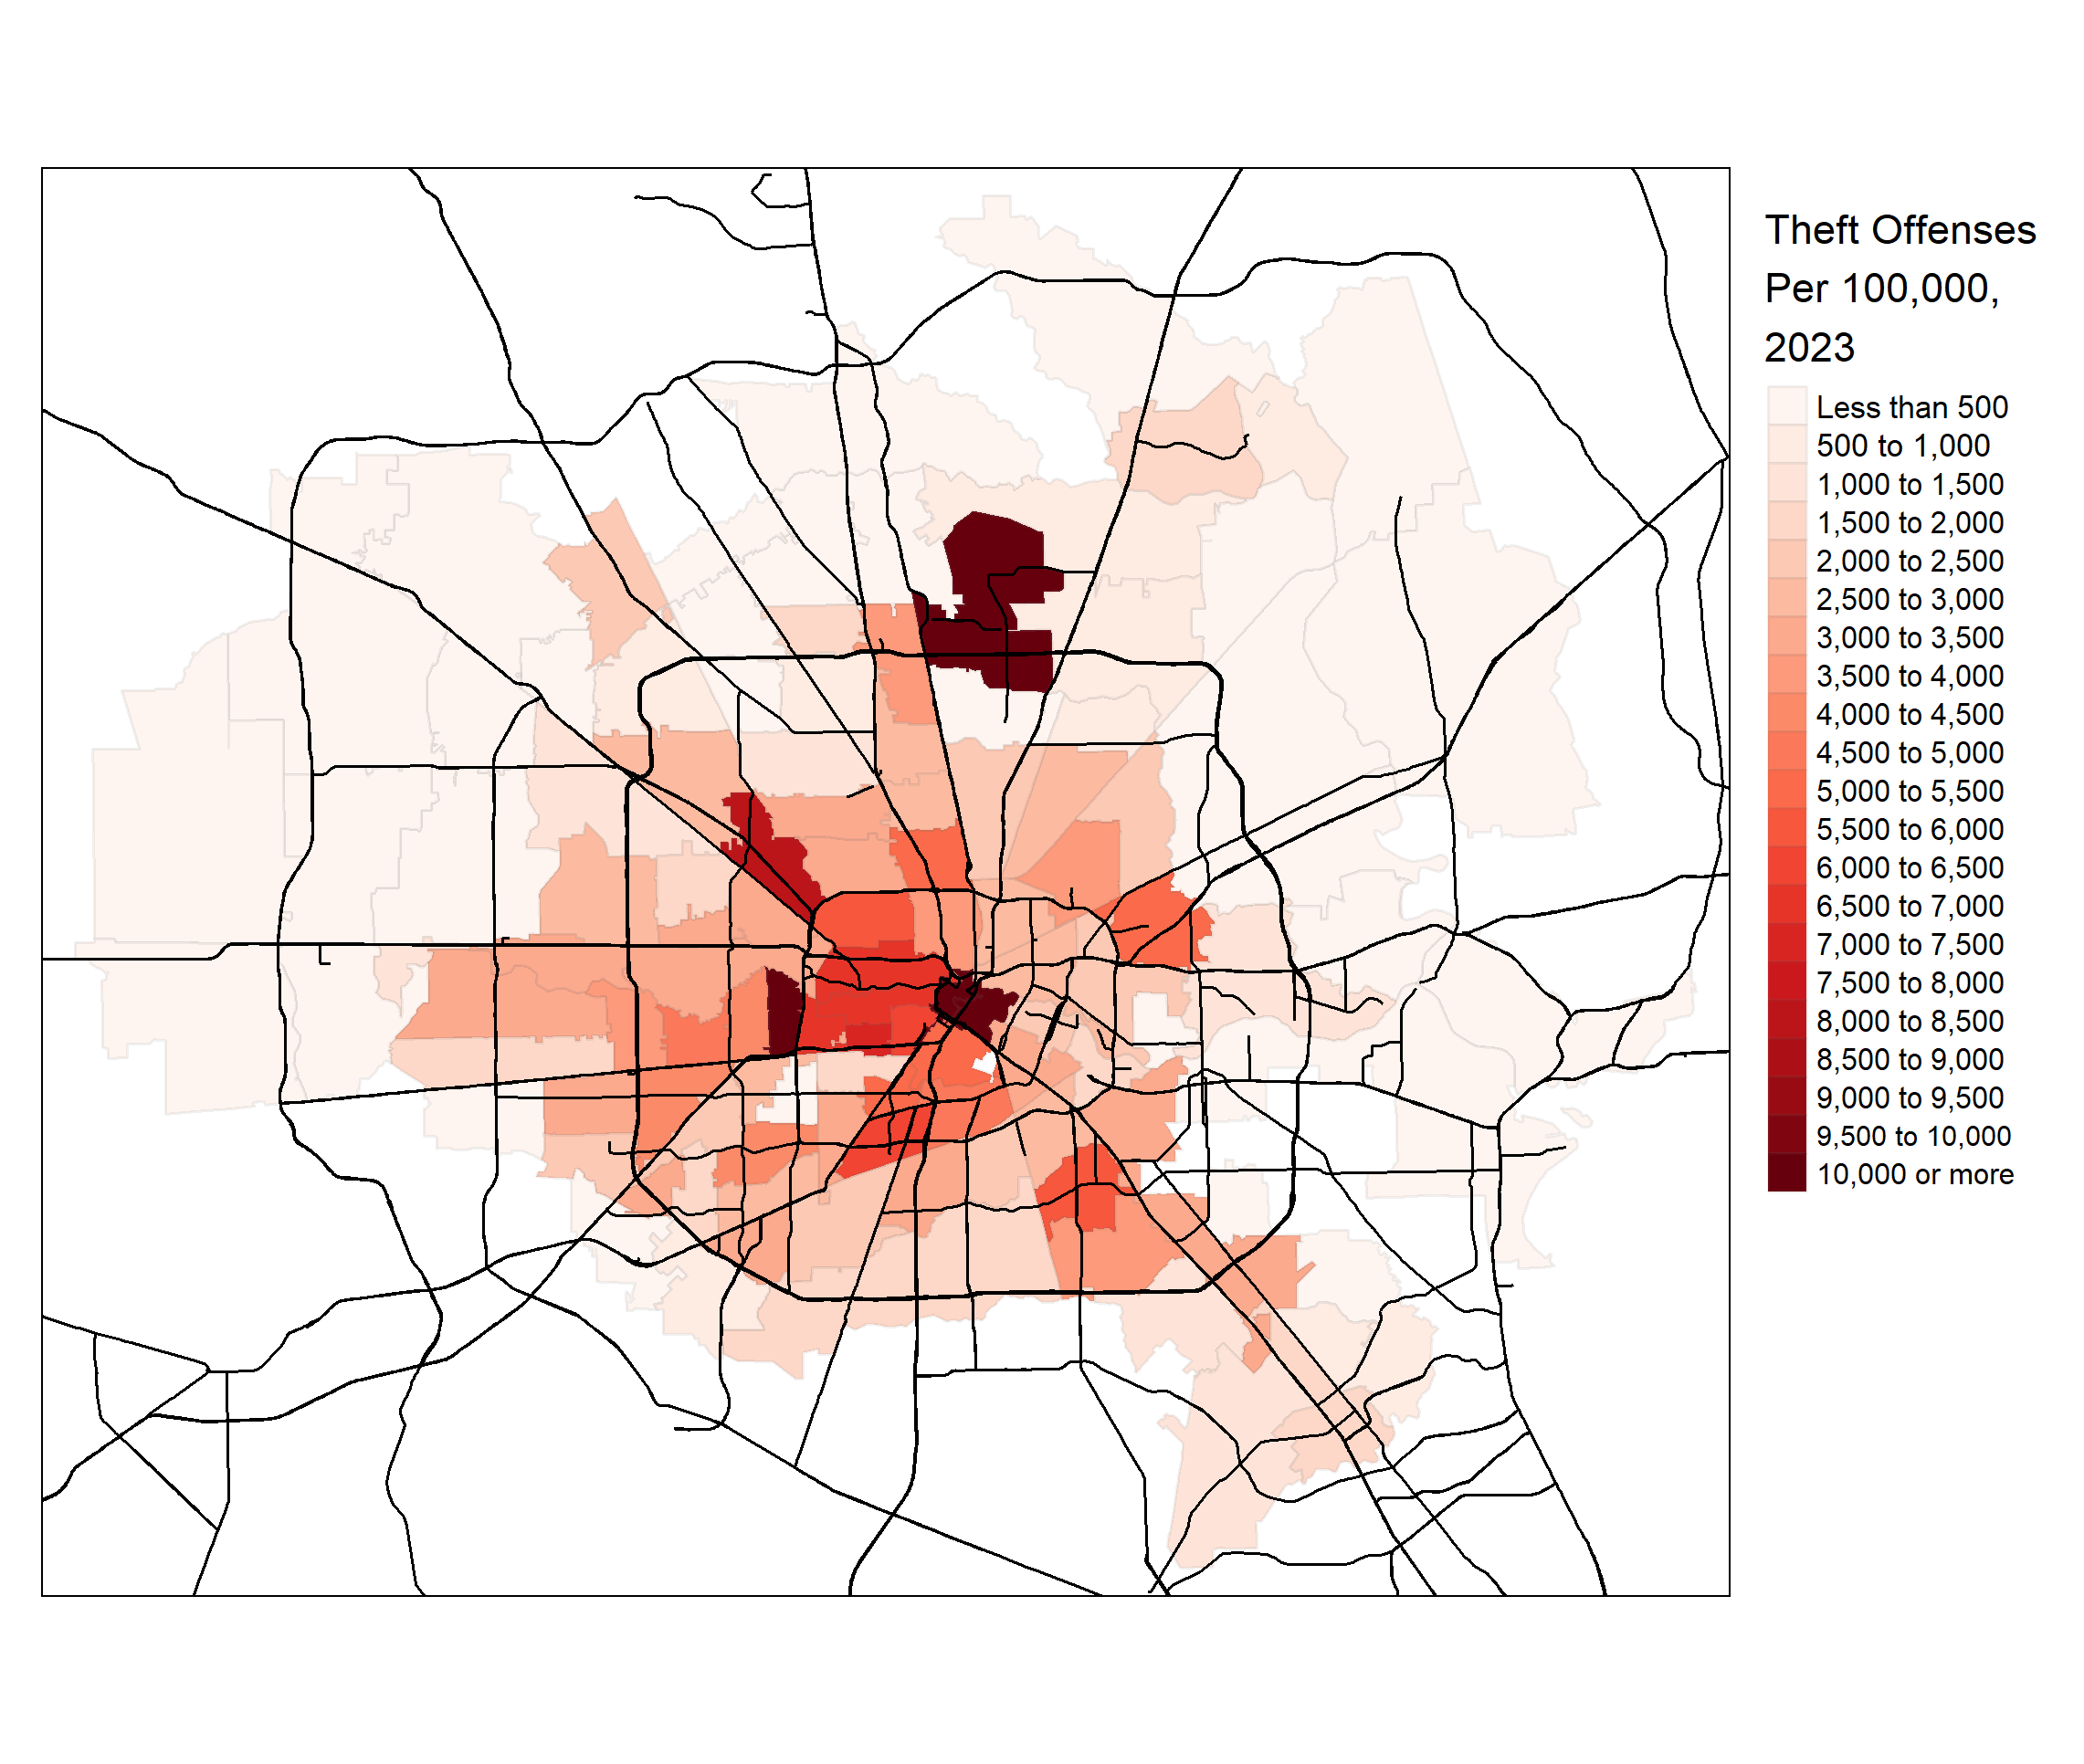 Theft Offenses
Per 100,000,
2023
Less than 500
500 to 1,000
1,000 to 1,500
1,500 to 2,000
2,000 to 2,500
2,500 to 3,000
3,000 to 3,500
3,500 to 4,000
4,000 to 4,500
4,500 to 5,000
5,000 to 5,500
5,500 to 6,000
6,000 to 6,500
6,500 to 7,000
7,000 to 7,500
7,500 to 8,000
8,000 to 8,500
8,500 to 9,000
9,000 to 9,500
9,500 to 10,000
10,000 or more